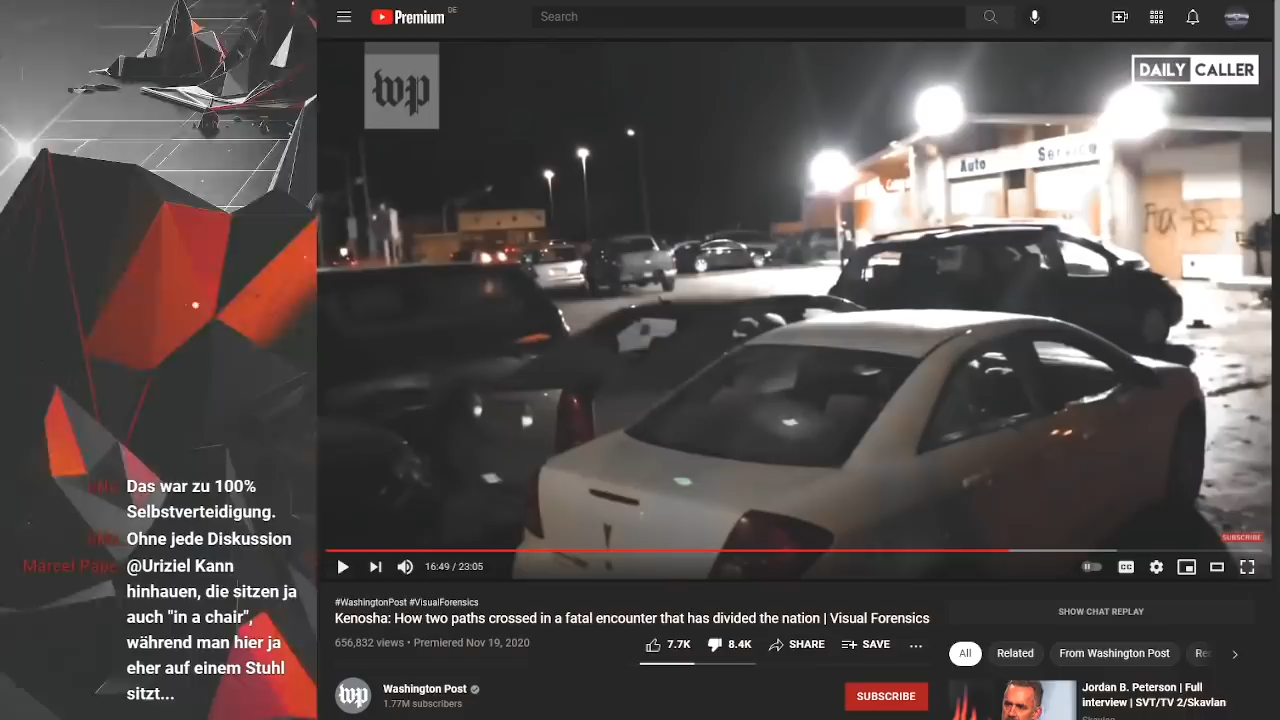 Premium
DE
Search
wp
DAILY CALLER
Auto Service
SUBSCRIBE
Das war zu 100%
Selbstverteidigung.
Ohne jede Diskussion
@Uriziel Kann
hinhauen, die sitzen ja
auch "in a chair",
während man hier ja
eher auf einem Stuhl
sitzt...
16:49 / 23:05
CC
#WashingtonPost #VisualForensics
Kenosha: How two paths crossed in a fatal encounter that has divided the nation | Visual Forensics
656,832 views • Premiered Nov 19, 2020
7.7K
8.4K
SHARE
SAVE
wp
Washington Post
1.77M subscribers
SUBSCRIBE
SHOW CHAT REPLAY
All
Related
From Washington Post
Jordan B. Peterson | Full
interview | SVT/TV 2/Skavlan